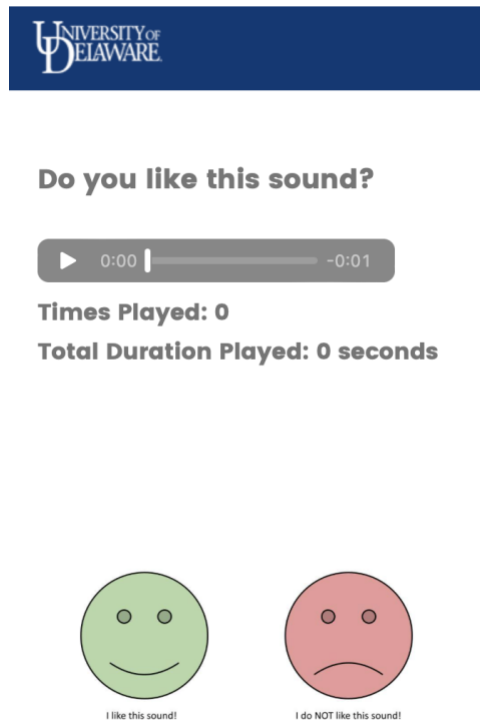 UNIVERSITY OF
DELAWARE
Do you like this sound?
0:00 -0:01
Times Played: 0
Total Duration Played: 0 seconds
I like this sound! I do NOT like this sound!